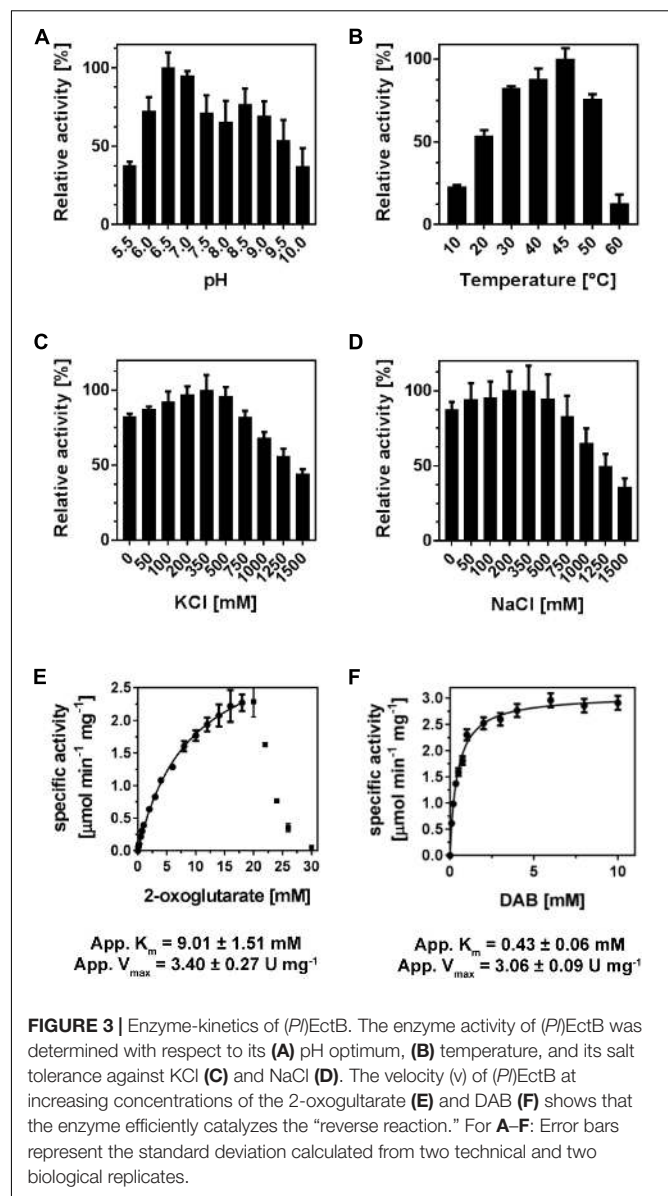 A
Relative activity [%]
100
50
0
5.5 6.0 6.5 7.0 7.5 8.0 8.5 9.0 9.5 10.0
pH
B
Relative activity [%]
100
50
0
10 20 30 40 45 50 60
Temperature [°C]
C
Relative activity [%]
100
50
0
0 50 100 200 350 500 750 1000 1250 1500
KCl [mM]
D
Relative activity [%]
100
50
0
0 50 100 200 350 500 750 1000 1250 1500
NaCl [mM]
E
specific activity
[µmol min⁻¹ mg⁻¹]
2.5
2.0
1.5
1.0
0.5
0.0
0 5 10 15 20 25 30
2-oxoglutarate
[mM]
App. Km = 9.01 ± 1.51 mM
App. Vmax = 3.40 ± 0.27 U mg⁻¹
F
specific activity
[µmol min⁻¹ mg⁻¹]
3.0
2.5
2.0
1.5
1.0
0.5
0.0
0 5 10
DAB
[mM]
App. Km = 0.43 ± 0.06 mM
App. Vmax = 3.06 ± 0.09 U mg⁻¹
FIGURE 3 | Enzyme-kinetics of (Pl)EctB. The enzyme activity of (Pl)EctB was
determined with respect to its (A) pH optimum, (B) temperature, and its salt
tolerance against KCl (C) and NaCl (D). The velocity (v) of (Pl)EctB at
increasing concentrations of the 2-oxogultarate (E) and DAB (F) shows that
the enzyme efficiently catalyzes the “reverse reaction.” For A–F: Error bars
represent the standard deviation calculated from two technical and two
biological replicates.